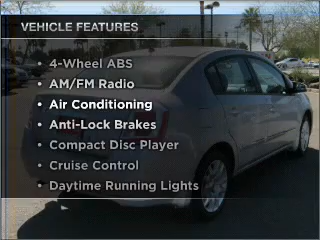 VEHICLE FEATURES
• 4-Wheel ABS
• AM/FM Radio
• Air Conditioning
• Anti-Lock Brakes
• Compact Disc Player
• Cruise Control
• Daytime Running Lights